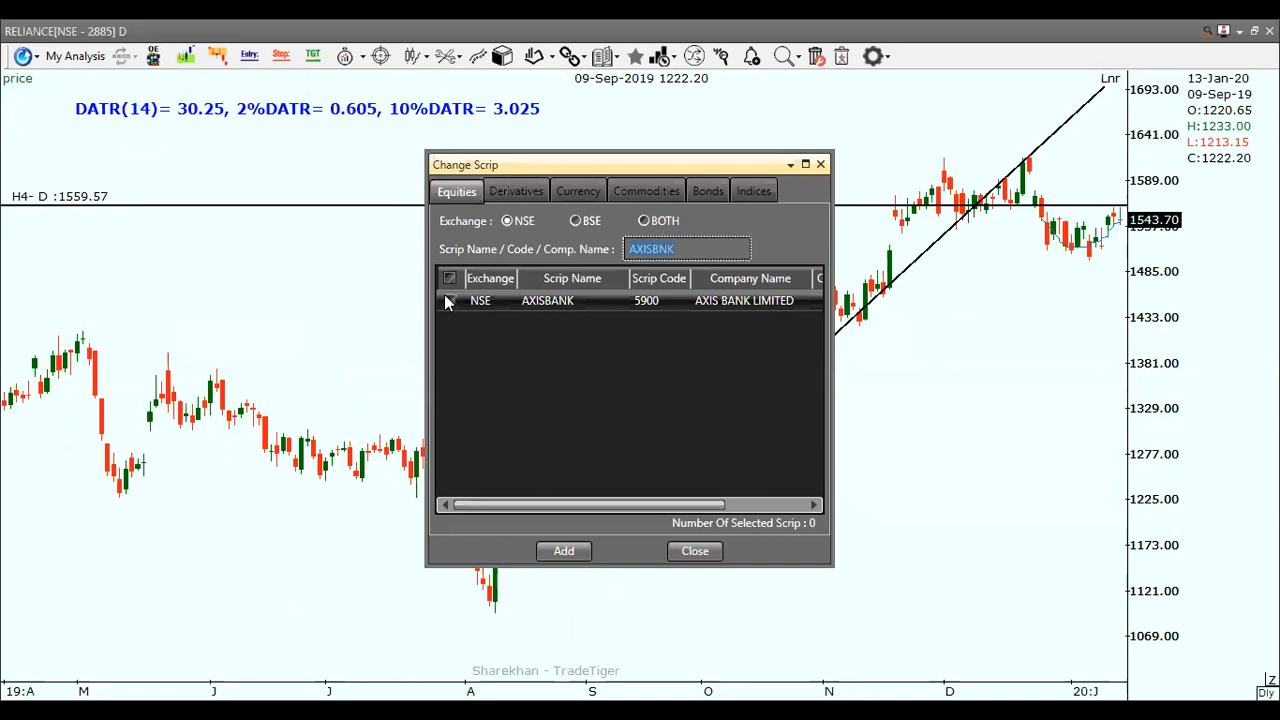 RELIANCE[NSE - 2885] D
My Analysis
OE
Entry:
Stop:
TGT
price
09-Sep-2019 1222.20
Lnr
DATR(14)= 30.25, 2%DATR= 0.605, 10%DATR= 3.025
13-Jan-20
09-Sep-19
O:1220.65
H:1233.00
L:1213.15
C:1222.20
H4- D :1559.57
Change Scrip
Equities Derivatives Currency Commodities Bonds Indices
Exchange : NSE BSE BOTH
Scrip Name / Code / Comp. Name : AXISBNK
Exchange Scrip Name Scrip Code Company Name
NSE AXISBANK 5900 AXIS BANK LIMITED
Number Of Selected Scrip : 0
Add Close
1693.00
1641.00
1589.00
1543.70
1485.00
1433.00
1381.00
1329.00
1277.00
1225.00
1173.00
1121.00
1069.00
Sharekhan - TradeTiger
19:A M J J A S O N D 20:J
Z
Dly